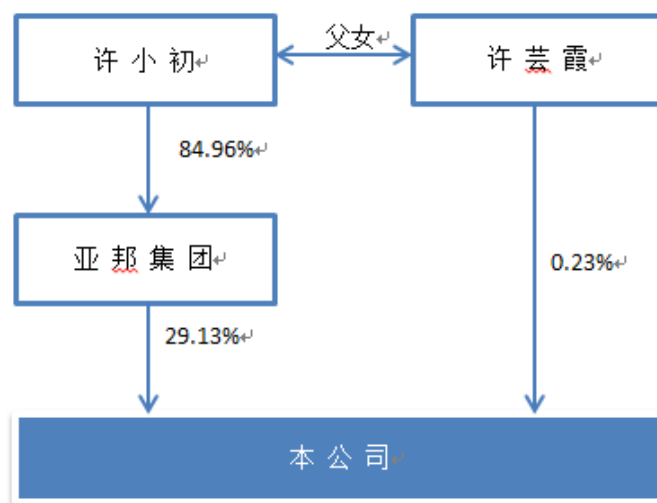 许 小 初
父女
许 芸 霞
84.96%
亚 邦 集 团
0.23%
29.13%
本 公 司